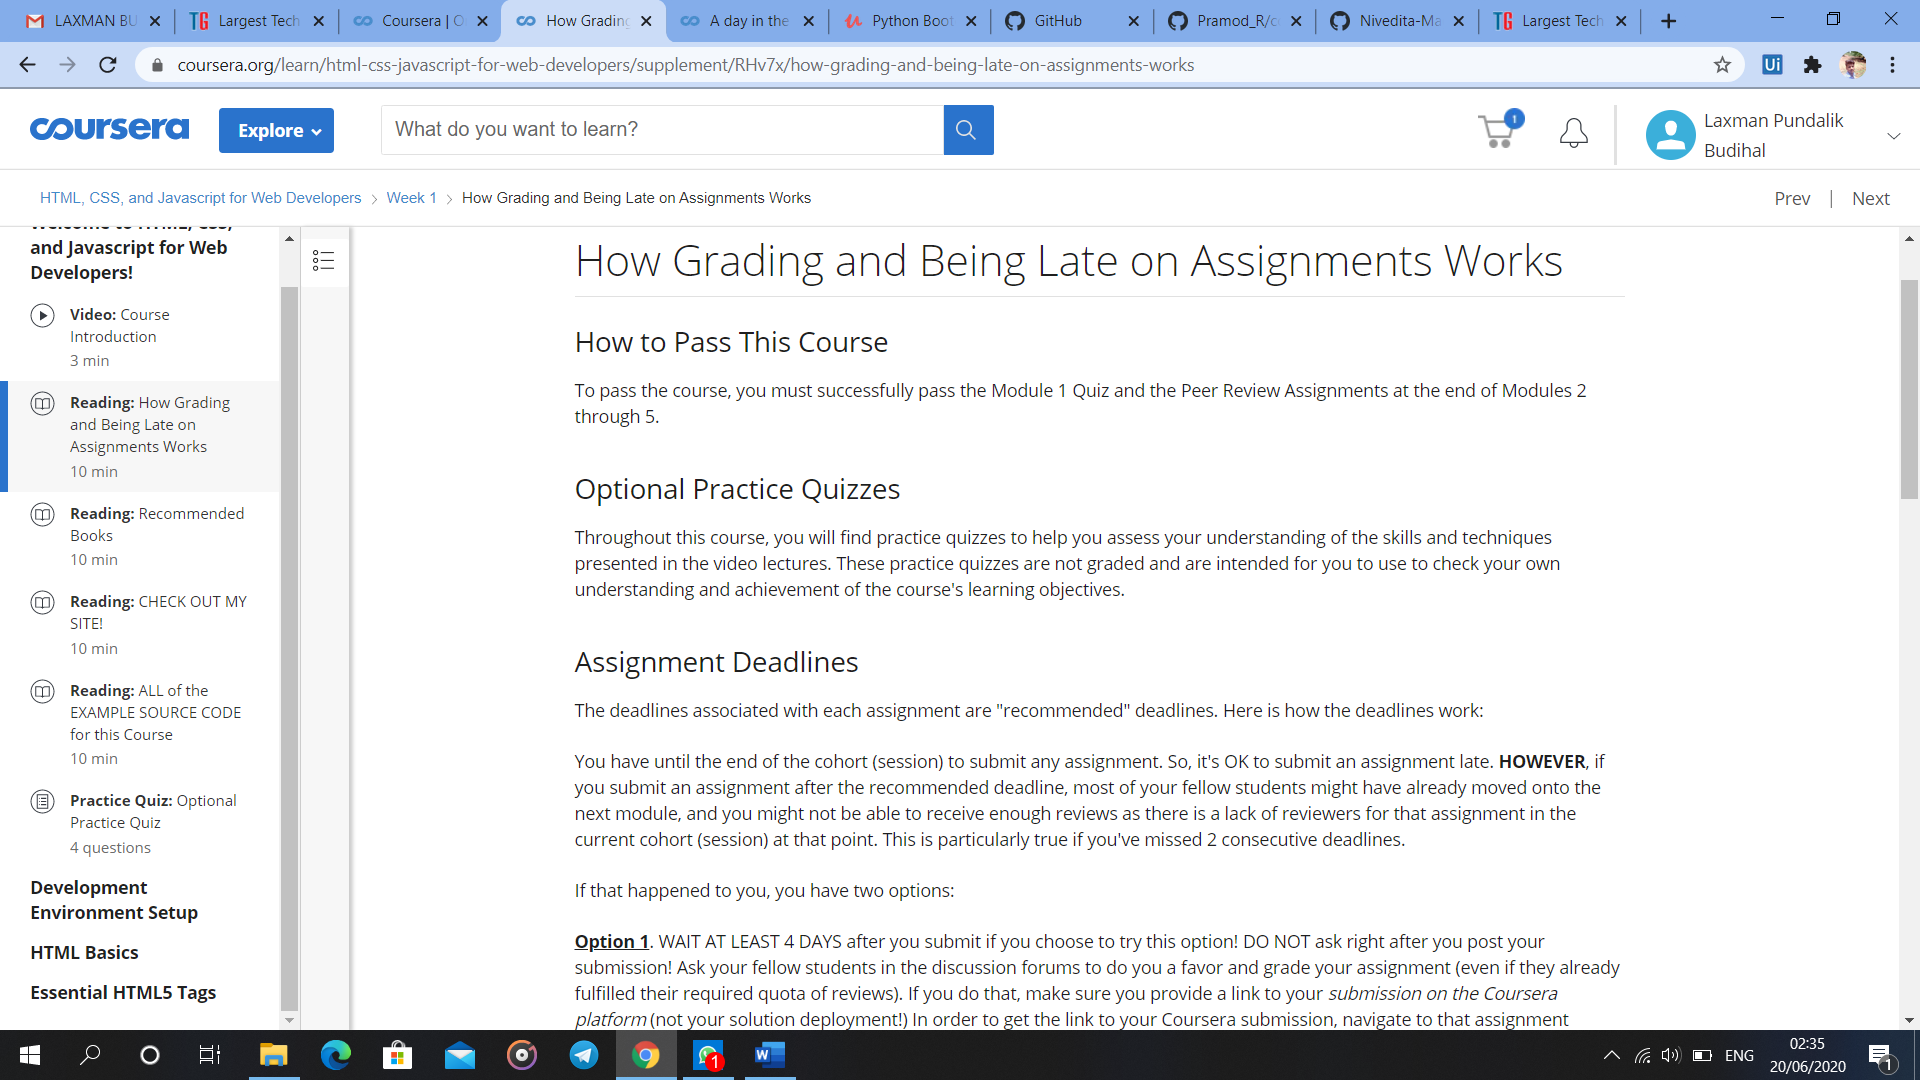 LAXMAN BU
Largest Tech
Coursera | O
How Grading
A day in the
Python Boot
GitHub
Pramod_R/c
Nivedita-Ma
Largest Tech
coursera.org/learn/html-css-javascript-for-web-developers/supplement/RHv7x/how-grading-and-being-late-on-assignments-works
coursera
Explore
What do you want to learn?
1
Laxman Pundalik
Budihal
HTML, CSS, and Javascript for Web Developers > Week 1 > How Grading and Being Late on Assignments Works
Prev | Next
Welcome to HTML, CSS,
and Javascript for Web
Developers!
Video: Course
Introduction
3 min
Reading: How Grading
and Being Late on
Assignments Works
10 min
Reading: Recommended
Books
10 min
Reading: CHECK OUT MY
SITE!
10 min
Reading: ALL of the
EXAMPLE SOURCE CODE
for this Course
10 min
Practice Quiz: Optional
Practice Quiz
4 questions
Development
Environment Setup
HTML Basics
Essential HTML5 Tags
How Grading and Being Late on Assignments Works
How to Pass This Course
To pass the course, you must successfully pass the Module 1 Quiz and the Peer Review Assignments at the end of Modules 2
through 5.
Optional Practice Quizzes
Throughout this course, you will find practice quizzes to help you assess your understanding of the skills and techniques
presented in the video lectures. These practice quizzes are not graded and are intended for you to use to check your own
understanding and achievement of the course's learning objectives.
Assignment Deadlines
The deadlines associated with each assignment are "recommended" deadlines. Here is how the deadlines work:
You have until the end of the cohort (session) to submit any assignment. So, it's OK to submit an assignment late. HOWEVER, if
you submit an assignment after the recommended deadline, most of your fellow students might have already moved onto the
next module, and you might not be able to receive enough reviews as there is a lack of reviewers for that assignment in the
current cohort (session) at that point. This is particularly true if you've missed 2 consecutive deadlines.
If that happened to you, you have two options:
Option 1. WAIT AT LEAST 4 DAYS after you submit if you choose to try this option! DO NOT ask right after you post your
submission! Ask your fellow students in the discussion forums to do you a favor and grade your assignment (even if they already
fulfilled their required quota of reviews). If you do that, make sure you provide a link to your submission on the Coursera
platform (not your solution deployment!) In order to get the link to your Coursera submission, navigate to that assignment
ENG
02:35
20/06/2020
1